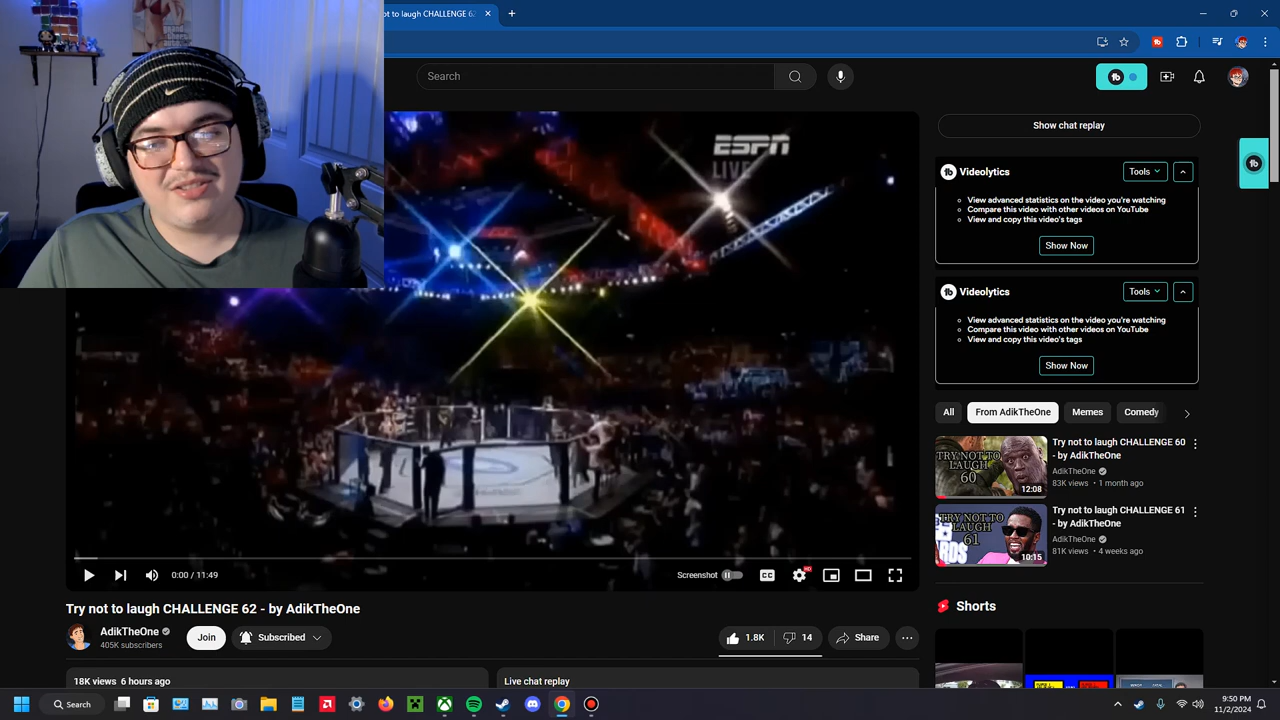 ot to laugh CHALLENGE 62
Search
Show chat replay
ESPN
LIVE
Videolytics
Tools
View advanced statistics on the video you're watching
Compare this video with other videos on YouTube
View and copy this video's tags
Show Now
Videolytics
Tools
View advanced statistics on the video you're watching
Compare this video with other videos on YouTube
View and copy this video's tags
Show Now
All
From AdikTheOne
Memes
Comedy
TRY NOT TO
LAUGH
60
12:08
Try not to laugh CHALLENGE 60
- by AdikTheOne
AdikTheOne
83K views • 1 month ago
TRY NOT TO
LAUGH
61
10:15
Try not to laugh CHALLENGE 61
- by AdikTheOne
AdikTheOne
81K views • 4 weeks ago
0:00 / 11:49
Screenshot
CC
HD
Try not to laugh CHALLENGE 62 - by AdikTheOne
AdikTheOne
405K subscribers
Join
Subscribed
1.8K
14
Share
Shorts
18K views 6 hours ago
Live chat replay
Search
9:50 PM
11/2/2024